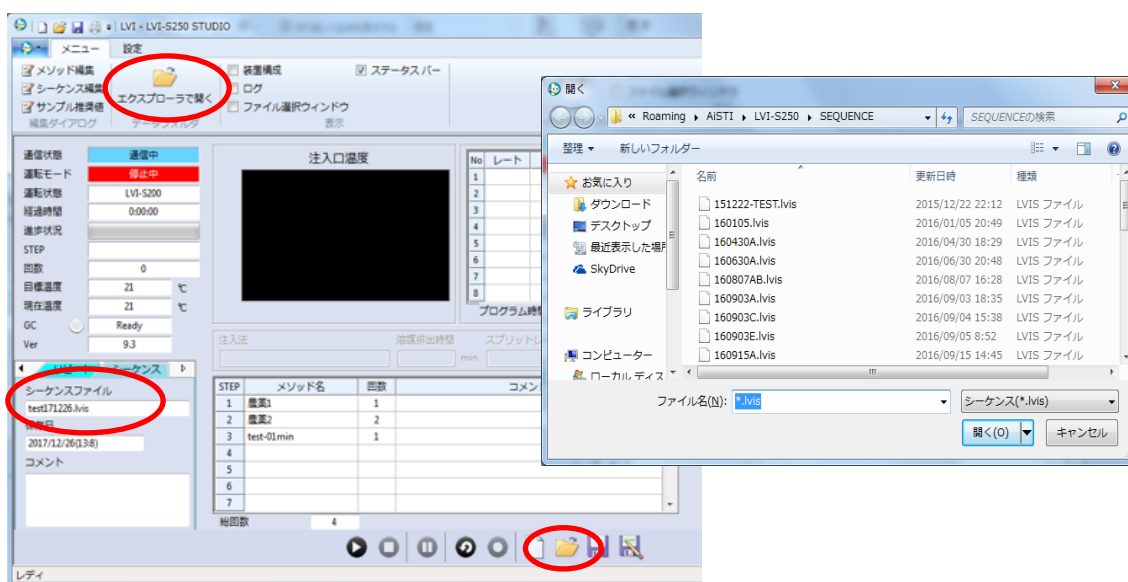 LVI - LVI-S250 STUDIO
メニュー 設定
メソッド編集
シーケンス編集
サンプル推奨値
編集ダイアログ
エクスプローラで開く
データフォルダ
装置構成
ログ
ファイル選択ウィンドウ
ステータスバー
表示
通信状態 通信中
運転モード 停止中
運転状態 LVI-S200
経過時間 0:00:00
進歩状況
STEP
回数 0
目標温度 21 ℃
現在温度 21 ℃
GC Ready
Ver 9.3
注入口温度
No レート
1
2
3
4
5
6
7
8
プログラム時間
注入法 溶媒排出時間 スプリットレ
min
シーケンス
シーケンスファイル
test171226.lvis
2017/12/26(13:8)
コメント
STEP メソッド名 回数 コメン
1 農薬1 1
2 農薬2 2
3 test-01min 1
4
5
6
7
総回数 4
レディ
開く
« Roaming ▸ AiSTI ▸ LVI-S250 ▸ SEQUENCE
SEQUENCEの検索
整理 ▾ 新しいフォルダー
お気に入り
ダウンロード
デスクトップ
最近表示した場所
SkyDrive
ライブラリ
コンピューター
ローカル ディス
名前 更新日時 種類
151222-TEST.lvis 2015/12/22 22:12 LVIS ファイル
160105.lvis 2016/01/05 20:49 LVIS ファイル
160430A.lvis 2016/04/30 18:29 LVIS ファイル
160630A.lvis 2016/06/30 20:48 LVIS ファイル
160807AB.lvis 2016/08/07 16:28 LVIS ファイル
160903A.lvis 2016/09/03 18:35 LVIS ファイル
160903C.lvis 2016/09/04 15:38 LVIS ファイル
160903E.lvis 2016/09/05 8:52 LVIS ファイル
160915A.lvis 2016/09/15 14:45 LVIS ファイル
ファイル名(N): *.lvis
シーケンス(*.lvis)
開く(O)
キャンセル